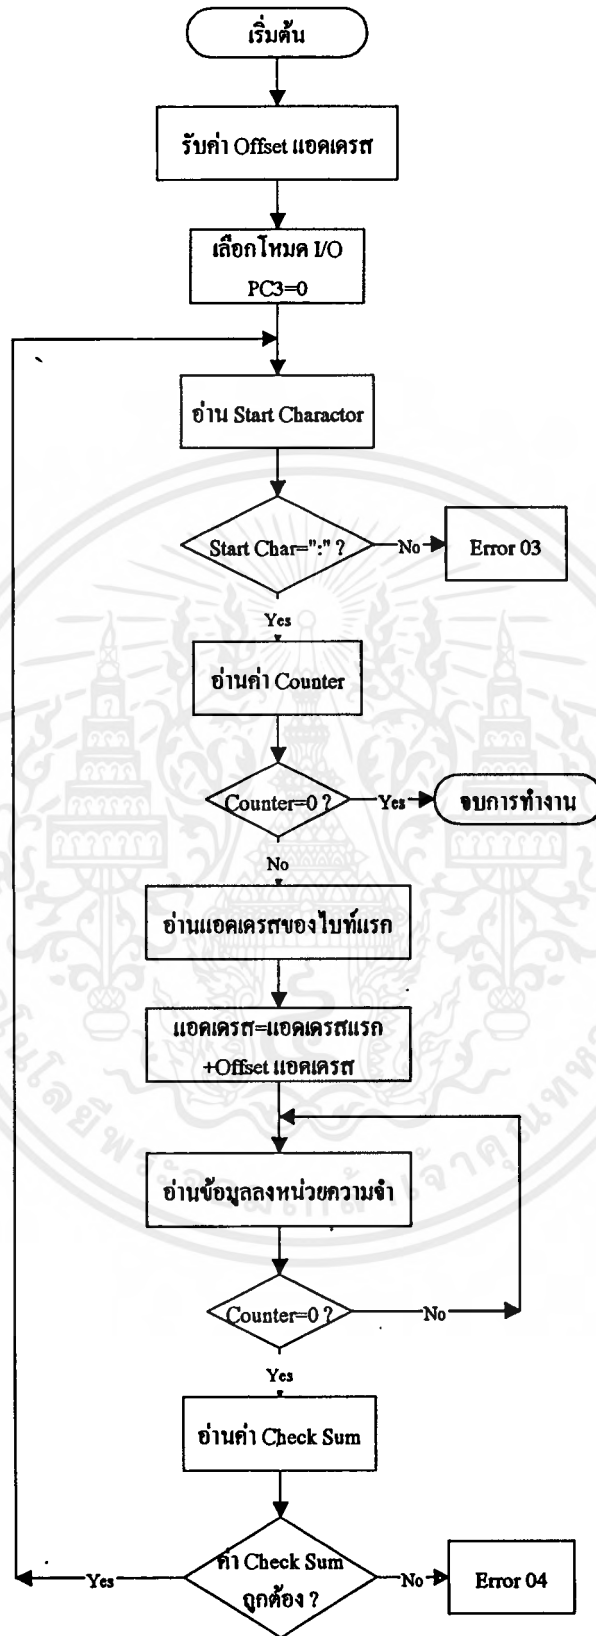 เริ่มต้น
รับค่า Offset แอดเดรส
เลือกโหมด I/O
PC3=0
อ่าน Start Charactor
Start Char=":" ?
No
Error 03
Yes
อ่านค่า Counter
Counter=0 ?
Yes
จบการทำงาน
No
อ่านแอดเดรสของไบท์แรก
แอดเดรส=แอดเดรสแรก
+Offset แอดเดรส
อ่านข้อมูลลงหน่วยความจำ
Counter=0 ?
No
Yes
อ่านค่า Check Sum
ค่า Check Sum
ถูกต้อง ?
Yes
No
Error 04